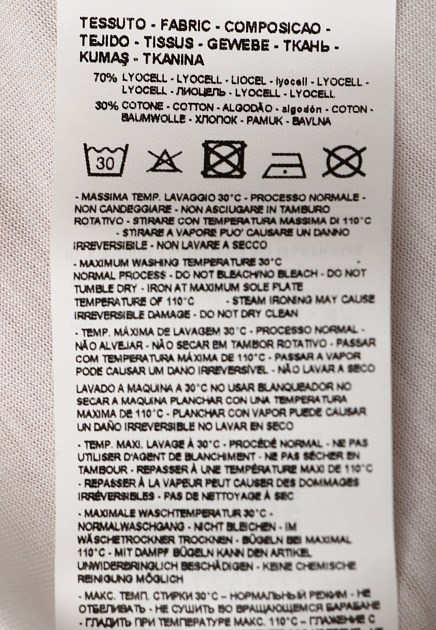 TESSUTO - FABRIC - COMPOSICAO -
TEJIDO - TISSUS - GEWEBE - ТКАНЬ -
KUMAŞ - TKANINA
70% LYOCELL - LYOCELL - LIOCEL - lyocell - LYOCELL -
LYOCELL - ЛИОЦЕЛЬ - LYOCELL - LYOCELL
30% COTONE - COTTON - ALGODÃO - algodón - COTON -
BAUMWOLLE - ХЛОПОК - PAMUK - BAVLNA
30
- MASSIMA TEMP. LAVAGGIO 30°C - PROCESSO NORMALE -
NON CANDEGGIARE - NON ASCIUGARE IN TAMBURO
ROTATIVO - STIRARE CON TEMPERATURA MASSIMA DI 110°C
- STIRARE A VAPORE PUO' CAUSARE UN DANNO
IRREVERSIBILE - NON LAVARE A SECCO
- MAXIMUM WASHING TEMPERATURE 30°C -
NORMAL PROCESS - DO NOT BLEACH/NO BLEACH - DO NOT
TUMBLE DRY - IRON AT MAXIMUM SOLE PLATE
TEMPERATURE OF 110°C - STEAM IRONING MAY CAUSE
IRREVERSIBLE DAMAGE - DO NOT DRY CLEAN
- TEMP. MÁXIMA DE LAVAGEM 30°C - PROCESSO NORMAL -
NÃO ALVEJAR - NÃO SECAR EM TAMBOR ROTATIVO - PASSAR
COM TEMPERATURA MÁXIMA DE 110°C - PASSAR A VAPOR
PODE CAUSAR UM DANO IRREVERSÍVEL - NÃO LAVAR A SECO
LAVADO A MAQUINA A 30°C NO USAR BLANQUEADOR NO
SECAR A MAQUINA PLANCHAR CON UNA TEMPERATURA
MAXIMA DE 110°C - PLANCHAR CON VAPOR PUEDE CAUSAR
UN DAÑO IRREVERSIBLE NO LAVAR EN SECO
- TEMP. MAXI. LAVAGE À 30°C - PROCÉDÉ NORMAL - NE PAS
UTILISER D'AGENT DE BLANCHIMENT - NE PAS SÉCHER EN
TAMBOUR - REPASSER À UNE TEMPÉRATURE MAXI DE 110°C
- REPASSER À LA VAPEUR PEUT CAUSER DES DOMMAGES
IRRÉVERSIBLES - PAS DE NETTOYAGE À SEC
- MAXIMALE WASCHTEMPERATUR 30°C -
NORMALWASCHGANG - NICHT BLEICHEN - IM
WÄSCHETROCKNER TROCKNEN - BÜGELN BEI MAXIMAL
110°C - MIT DAMPF BÜGELN KANN DEN ARTIKEL
UNWIDERBRINGLICH BESCHÄDIGEN - KEINE CHEMISCHE
REINIGUNG MÖGLICH
- МАКС. ТЕМП. СТИРКИ 30°C – НОРМАЛЬНЫЙ РЕЖИМ - НЕ
ОТБЕЛИВАТЬ - НЕ СУШИТЬ ВО ВРАЩАЮЩЕМСЯ БАРАБАНЕ
- ГЛАДИТЬ ПРИ ТЕМПЕРАТУРЕ МАКС. 110°C – ГЛАЖЕНИЕ С